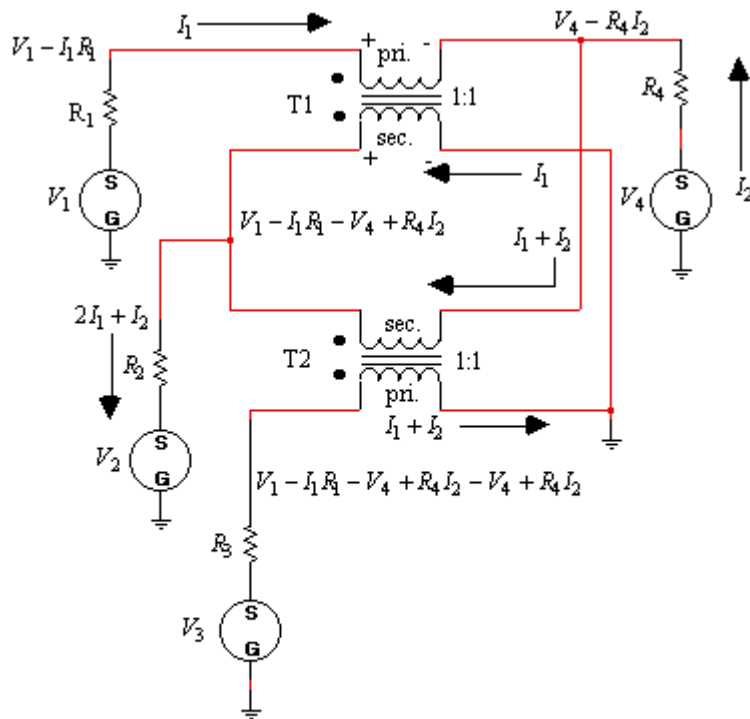 I₁
V₄ − R₄I₂
V₁ − I₁R₁
+ -
pri.
R₁
T1
1:1
R₄
sec.
+ -
I₁
V₁
S
G
V₄
S
G
I₂
V₁ − I₁R₁ − V₄ + R₄I₂
I₁ + I₂
2I₁ + I₂
sec.
R₂
T2
1:1
pri.
I₁ + I₂
V₂
S
G
V₁ − I₁R₁ − V₄ + R₄I₂ − V₄ + R₄I₂
R₃
V₃
S
G